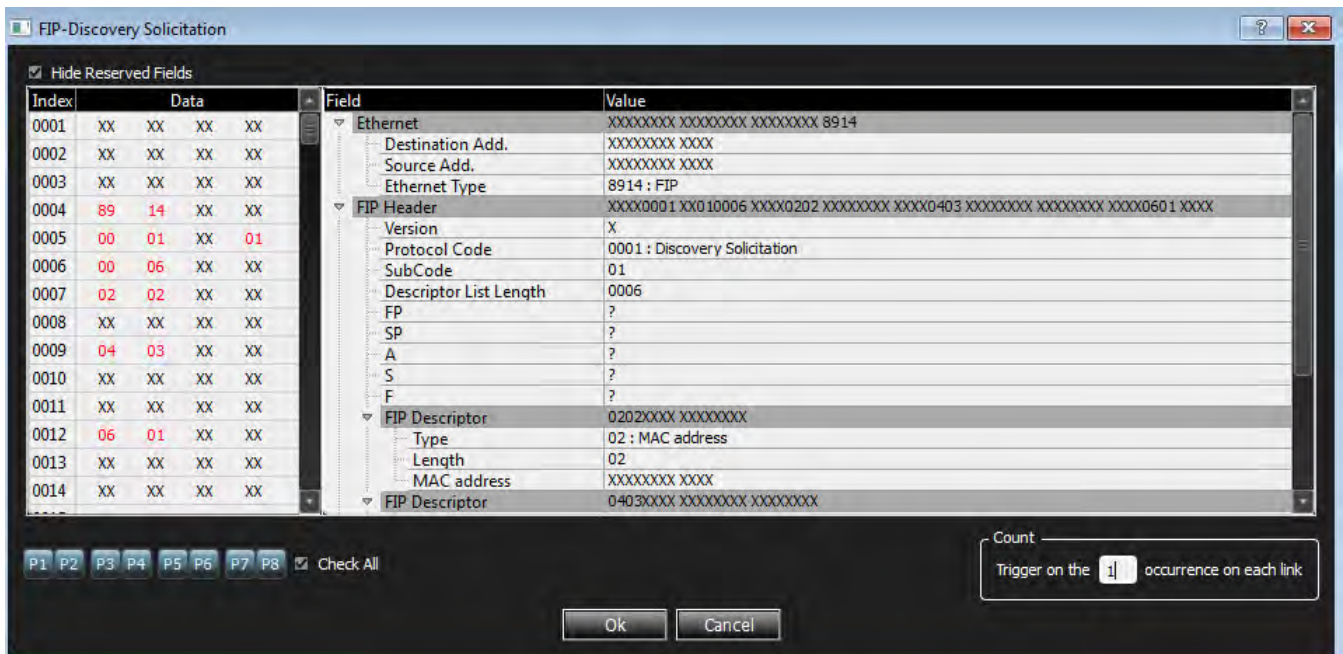 FIP-Discovery Solicitation
Hide Reserved Fields
Index Data Field Value
0001 XX XX XX XX
0002 XX XX XX XX
0003 XX XX XX XX
0004 89 14 XX XX
0005 00 01 XX 01
0006 00 06 XX XX
0007 02 02 XX XX
0008 XX XX XX XX
0009 04 03 XX XX
0010 XX XX XX XX
0011 XX XX XX XX
0012 06 01 XX XX
0013 XX XX XX XX
0014 XX XX XX XX
Ethernet XXXXXXXX XXXXXXXX XXXXXXXX 8914
Destination Add. XXXXXXXX XXXX
Source Add. XXXXXXXX XXXX
Ethernet Type 8914 : FIP
FIP Header XXXX0001 XX010006 XXXX0202 XXXXXXXX XXXX0403 XXXXXXXX XXXXXXXX XXXX0601 XXXX
Version X
Protocol Code 0001 : Discovery Solicitation
SubCode 01
Descriptor List Length 0006
FP ?
SP ?
A ?
S ?
F ?
FIP Descriptor 0202XXXX XXXXXXXX
Type 02 : MAC address
Length 02
MAC address XXXXXXXX XXXX
FIP Descriptor 0403XXXX XXXXXXXX XXXXXXXX
P1 P2 P3 P4 P5 P6 P7 P8 Check All
Count
Trigger on the 1 occurrence on each link
Ok Cancel